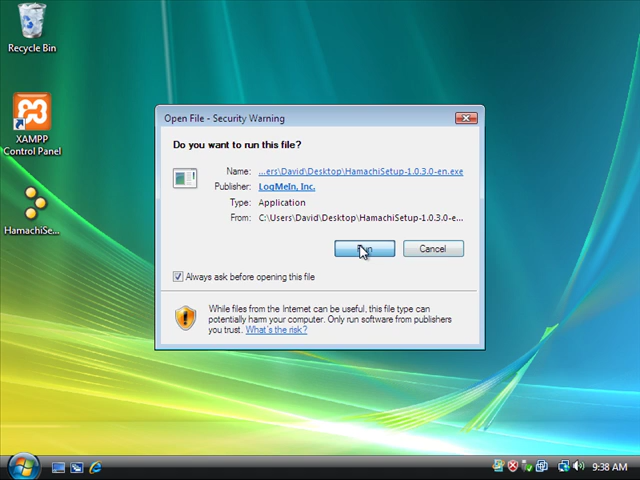 Recycle Bin
XAMPP
Control Panel
HamachiSe...
Open File - Security Warning
Do you want to run this file?
Name: ...ers\David\Desktop\HamachiSetup-1.0.3.0-en.exe
Publisher: LogMeIn, Inc.
Type: Application
From: C:\Users\David\Desktop\HamachiSetup-1.0.3.0-e...
Cancel
Always ask before opening this file
While files from the Internet can be useful, this file type can
potentially harm your computer. Only run software from publishers
you trust. What's the risk?
9:38 AM